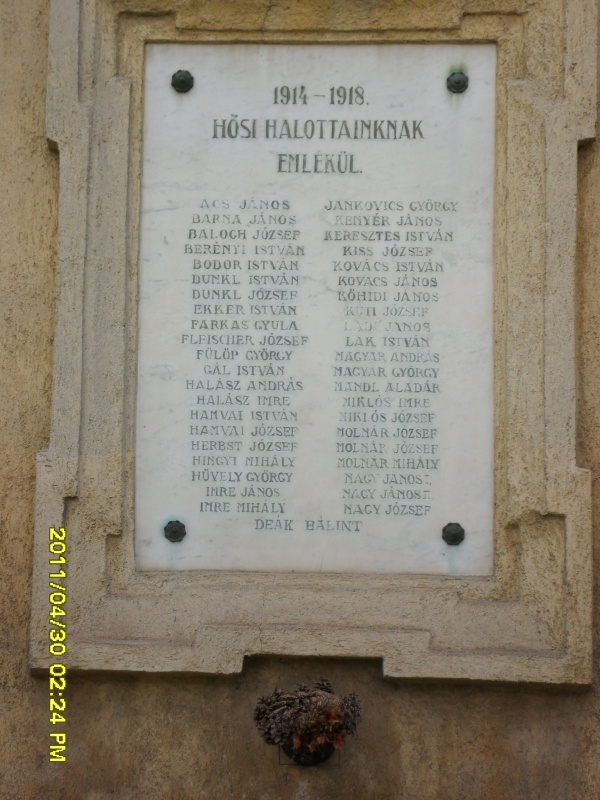 1914 – 1918.
HŐSI HALOTTAINKNAK
EMLÉKÜL.
ÁCS JÁNOS
BARNA JÁNOS
BALOGH JÓZSEF
BERÉNYI ISTVÁN
BODOR ISTVÁN
DUNKL ISTVÁN
DUNKL JÓZSEF
EKKER ISTVÁN
FARKAS GYULA
FLEISCHER JÓZSEF
FÜLÖP GYÖRGY
GÁL ISTVÁN
HALÁSZ ANDRÁS
HALÁSZ IMRE
HAMVAI ISTVÁN
HAMVAI JÓZSEF
HERBST JÓZSEF
HINGYI MIHÁLY
HÜVELY GYÖRGY
IMRE JÁNOS
IMRE MIHÁLY
JANKOVICS GYÖRGY
KENYÉR JÁNOS
KERESZTES ISTVÁN
KISS JÓZSEF
KOVÁCS ISTVÁN
KOVÁCS JÁNOS
KŐHIDI JÁNOS
JÓZSEF
JÁNOS
LAK ISTVÁN
MAGYAR ANDRÁS
MAGYAR GYÖRGY
MANDL ALADÁR
MIKLÓS IMRE
MIKLÓS JÓZSEF
MOLNÁR JÓZSEF
MOLNÁR JÓZSEF
MOLNÁR MIHÁLY
NAGY JÁNOS I.
NAGY JÁNOS II.
NAGY JÓZSEF
DEÁK BÁLINT
2011/04/30 02:24 PM